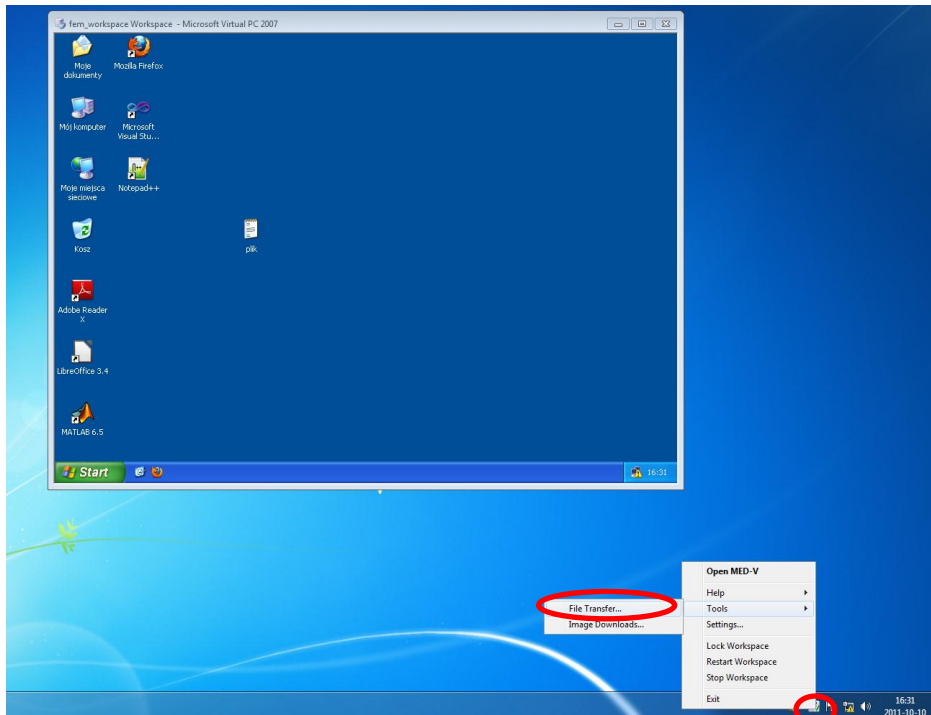 fem_workspace Workspace - Microsoft Virtual PC 2007
Moje
dokumenty
Mozilla Firefox
Mój komputer
Microsoft
Visual Stu...
Moje miejsca
sieciowe
Notepad++
Kosz
plik
Adobe Reader
X
LibreOffice 3.4
MATLAB 6.5
Start
16:31
Open MED-V
Help
Tools
Settings...
Lock Workspace
Restart Workspace
Stop Workspace
Exit
File Transfer...
Image Downloads...
16:31
2011-10-10